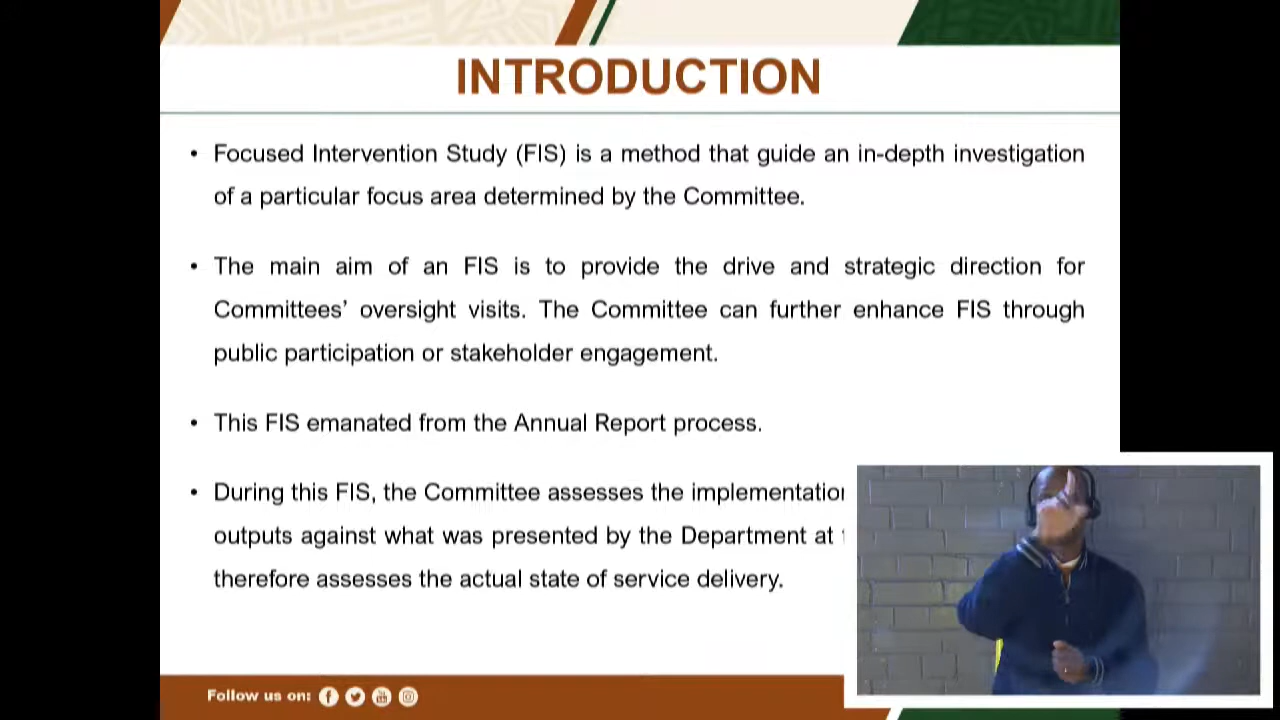 INTRODUCTION
• Focused Intervention Study (FIS) is a method that guide an in-depth investigation
of a particular focus area determined by the Committee.
• The main aim of an FIS is to provide the drive and strategic direction for
Committees’ oversight visits. The Committee can further enhance FIS through
public participation or stakeholder engagement.
• This FIS emanated from the Annual Report process.
• During this FIS, the Committee assesses the implementation
outputs against what was presented by the Department at
therefore assesses the actual state of service delivery.
Follow us on: